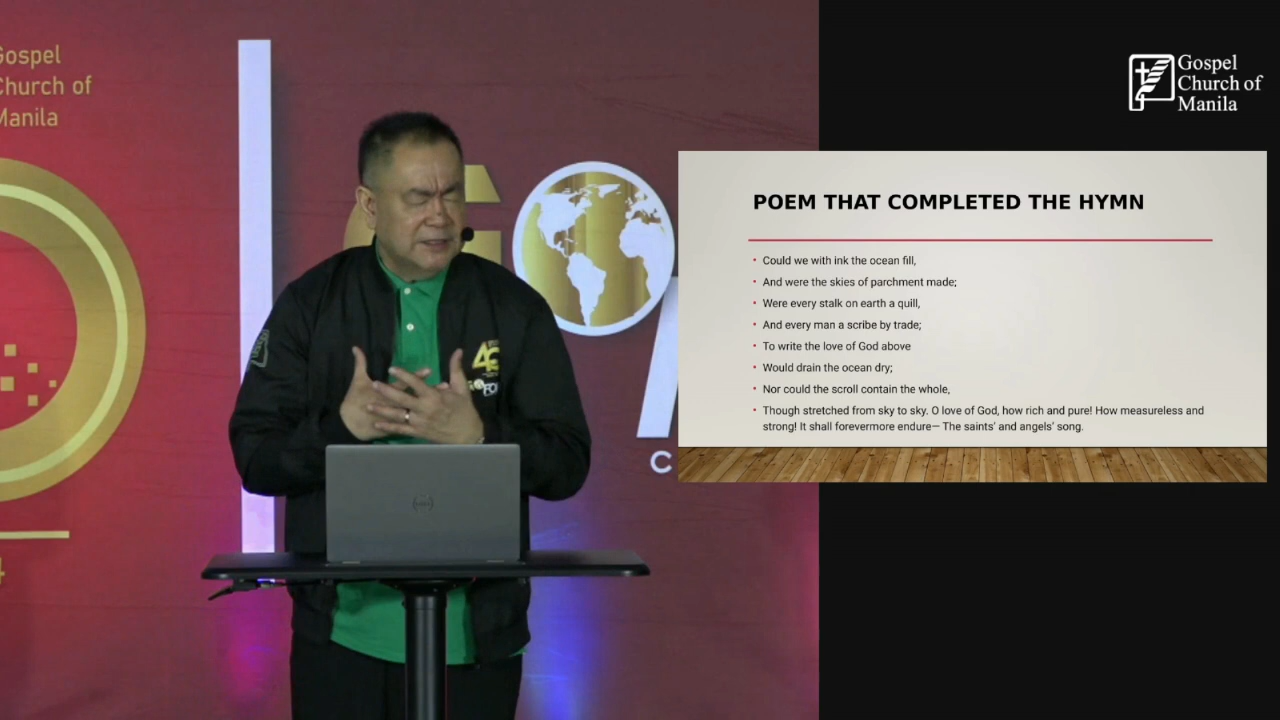 Gospel
Church of
Manila
Gospel
Church of
Manila
POEM THAT COMPLETED THE HYMN
• Could we with ink the ocean fill,
• And were the skies of parchment made;
• Were every stalk on earth a quill,
• And every man a scribe by trade;
• To write the love of God above
• Would drain the ocean dry;
• Nor could the scroll contain the whole,
• Though stretched from sky to sky. O love of God, how rich and pure! How measureless and
strong! It shall forevermore endure— The saints' and angels' song.